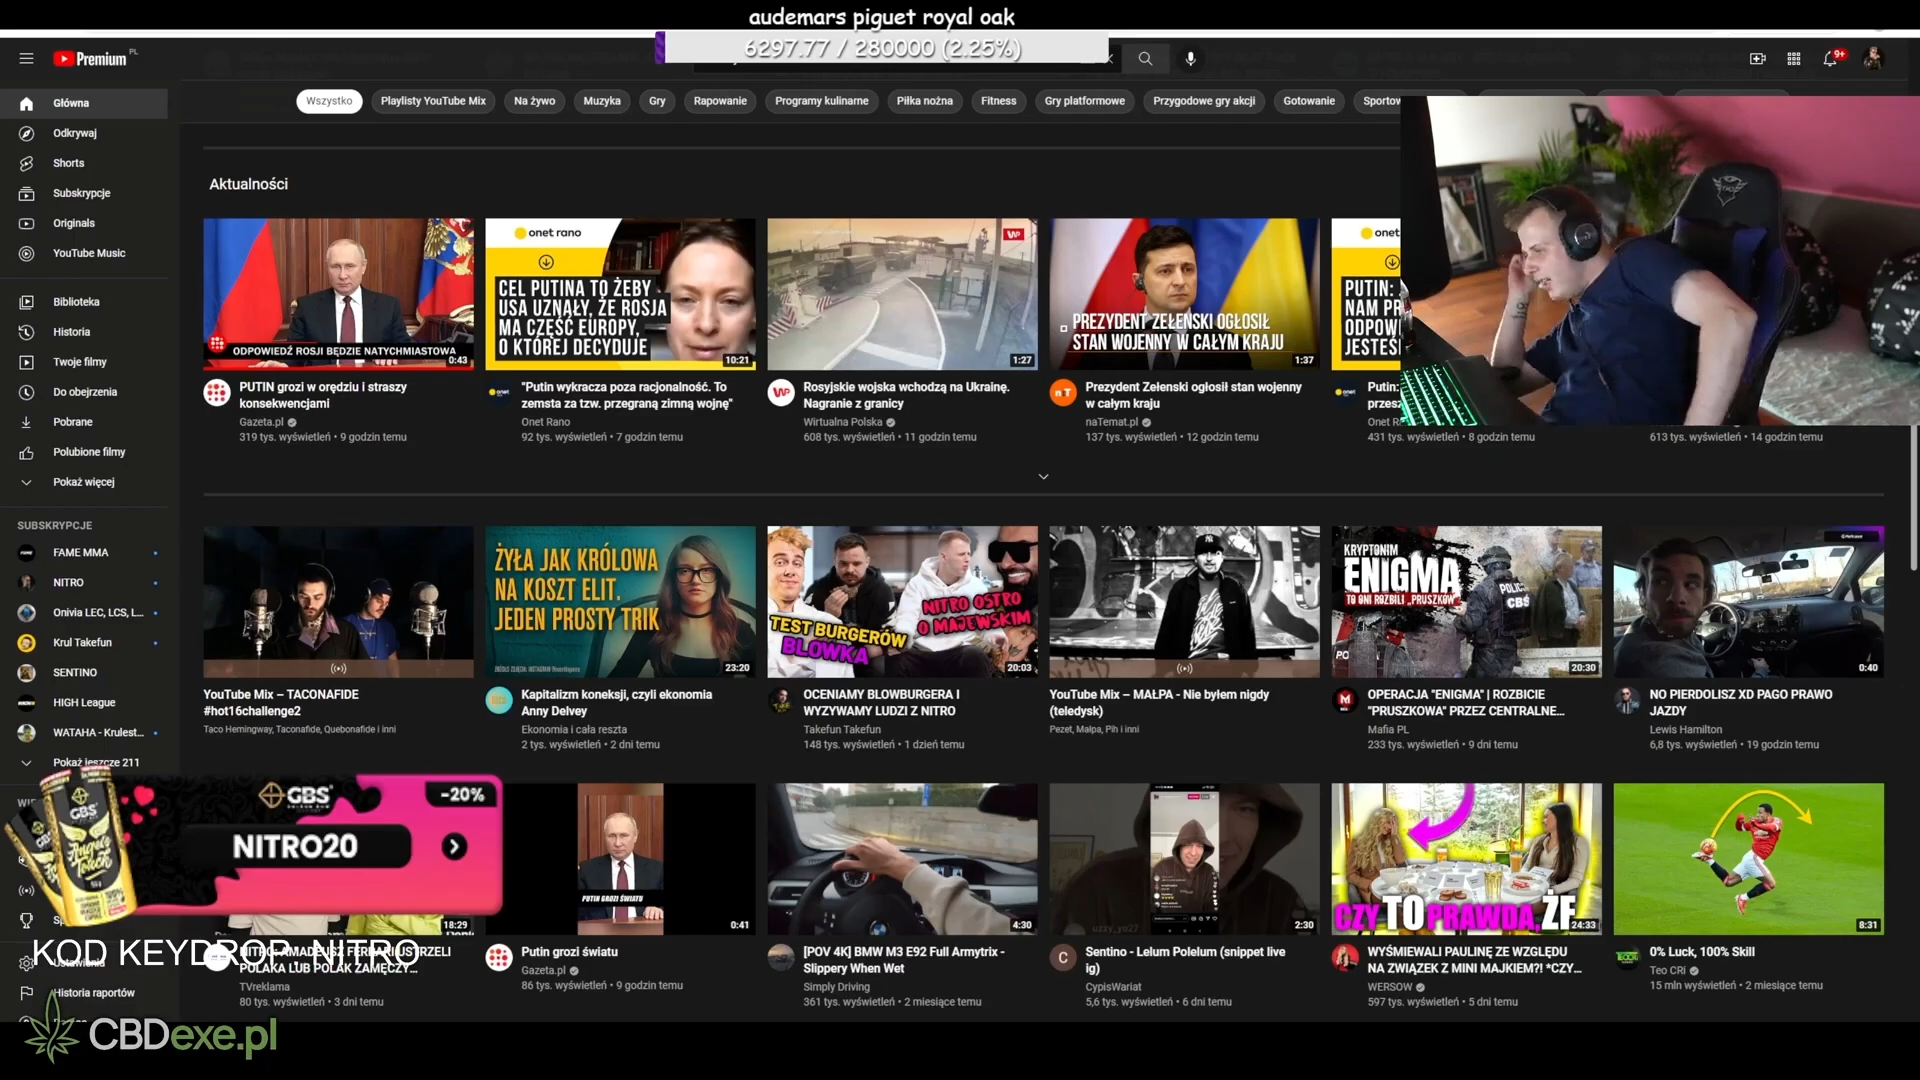 audemars piguet royal oak
6297.77 / 280000 (2.25%)
Premium PL
9+
Wszystko
Playlisty YouTube Mix
Na żywo
Muzyka
Gry
Rapowanie
Programy kulinarne
Piłka nożna
Fitness
Gry platformowe
Przygodowe gry akcji
Gotowanie
Główna
Odkrywaj
Shorts
Subskrypcje
Originals
YouTube Music
Biblioteka
Historia
Twoje filmy
Do obejrzenia
Pobrane
Polubione filmy
Pokaż więcej
SUBSKRYPCJE
FAME MMA
NITRO
Onivia LEC, LCS, L...
Krul Takefun
SENTINO
HIGH League
WATAHA - Krulest...
Pokaż jeszcze 211
Historia raportów
Aktualności
ODPOWIEDŹ ROSJI BĘDZIE NATYCHMIASTOWA
0:43
PUTIN grozi w orędziu i straszy
konsekwencjami
Gazeta.pl
319 tys. wyświetleń • 9 godzin temu
onet rano
CEL PUTINA TO ŻEBY
USA UZNAŁY, ŻE ROSJA
MA CZĘŚĆ EUROPY,
O KTÓREJ DECYDUJE
10:21
"Putin wykracza poza racjonalność. To
zemsta za tzw. przegraną zimną wojnę"
Onet Rano
92 tys. wyświetleń • 7 godzin temu
1:27
Rosyjskie wojska wchodzą na Ukrainę.
Nagranie z granicy
Wirtualna Polska
608 tys. wyświetleń • 11 godzin temu
PREZYDENT ZEŁENSKI OGŁOSIŁ
STAN WOJENNY W CAŁYM KRAJU
1:37
Prezydent Zełenski ogłosił stan wojenny
w całym kraju
naTemat.pl
137 tys. wyświetleń • 12 godzin temu
onet
PUTIN:
NAM
Putin:
431 tys. wyświetleń • 8 godzin temu
613 tys. wyświetleń • 14 godzin temu
YouTube Mix – TACONAFIDE
#hot16challenge2
Taco Hemingway, Taconafide, Quebonafide i inni
ŻYŁA JAK KRÓLOWA
NA KOSZT ELIT.
JEDEN PROSTY TRIK
23:20
Kapitalizm koneksji, czyli ekonomia
Anny Delvey
Ekonomia i cała reszta
2 tys. wyświetleń • 2 dni temu
TEST BURGERÓW
BLOWKA
NITRO OSTRO
O MAJEWSKIM
20:03
OCENIAMY BLOWBURGERA I
WYZYWAMY LUDZI Z NITRO
Takefun Takefun
148 tys. wyświetleń • 1 dzień temu
YouTube Mix – MAŁPA - Nie byłem nigdy
(teledysk)
Pezet, Małpa, Pih i inni
KRYPTONIM
ENIGMA
TO ONI ROZBILI „PRUSZKÓW"
POLICJA
CBŚ
20:30
OPERACJA "ENIGMA" | ROZBICIE
"PRUSZKOWA" PRZEZ CENTRALNE...
Mafia PL
233 tys. wyświetleń • 9 dni temu
0:40
NO PIERDOLISZ XD PAGO PRAWO
JAZDY
Lewis Hamilton
6,8 tys. wyświetleń • 19 godzin temu
GBS
-20%
NITRO20
KOD KEYDROP: NITRO
CBDexe.pl
18:29
TVreklama
80 tys. wyświetleń • 3 dni temu
PUTIN GROZI ŚWIATU
0:41
Putin grozi światu
Gazeta.pl
86 tys. wyświetleń • 9 godzin temu
4:30
[POV 4K] BMW M3 E92 Full Armytrix -
Slippery When Wet
Simply Driving
361 tys. wyświetleń • 2 miesiące temu
2:30
Sentino - Lelum Polelum (snippet live
ig)
CypisWariat
5,6 tys. wyświetleń • 6 dni temu
CZY TO PRAWDA, ŻE
24:33
WYŚMIEWALI PAULINĘ ZE WZGLĘDU
NA ZWIĄZEK Z MINI MAJKIEM?! *CZY...
WERSOW
597 tys. wyświetleń • 5 dni temu
8:31
0% Luck, 100% Skill
Teo CRi
15 mln wyświetleń • 2 miesiące temu